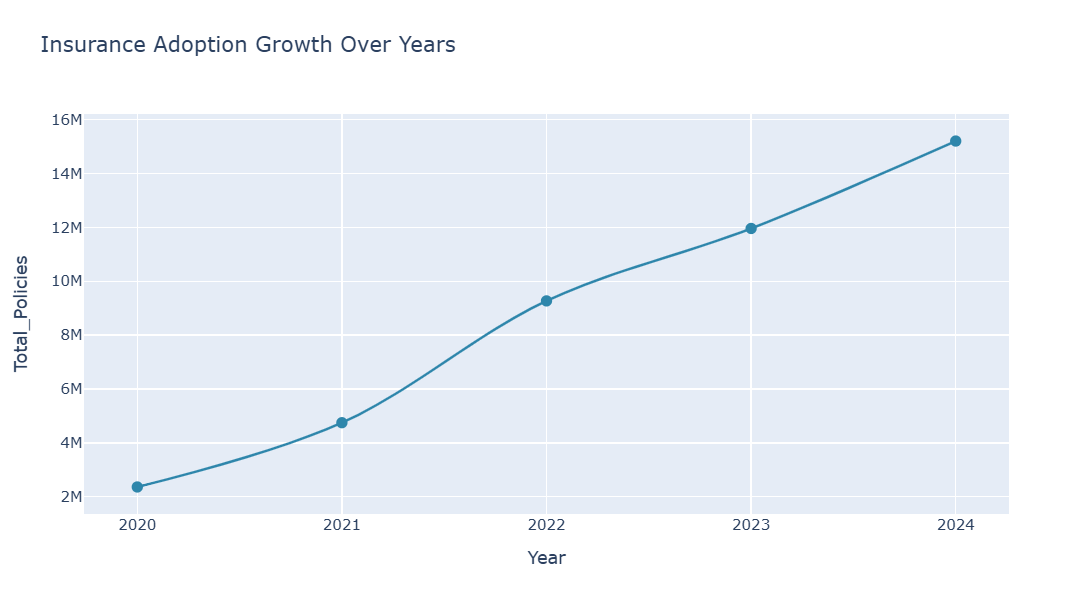 Insurance Adoption Growth Over Years
16M
14M
12M
10M
8M
6M
4M
2M
Total_Policies
2020 2021 2022 2023 2024
Year